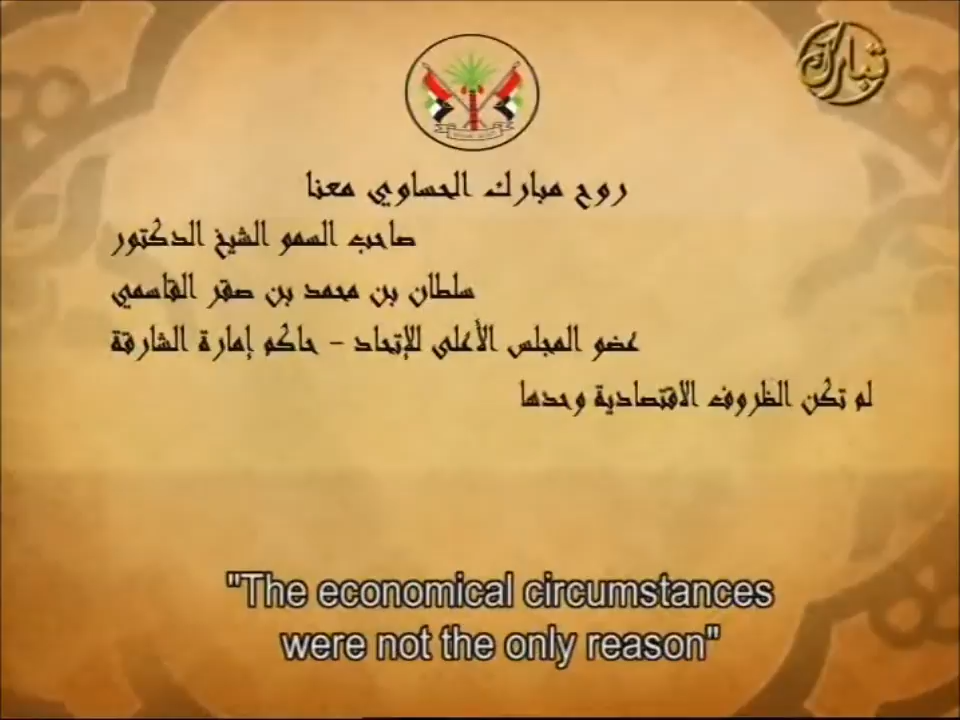 تبارك
روح مبارك الحساوي معنا
صاحب السمو الشيخ الدكتور
سلطان بن محمد بن صقر القاسمي
عضو المجلس الأعلى للإتحاد - حاكم إمارة الشارقة
لم تكن الظروف الاقتصادية وحدها
"The economical circumstances
were not the only reason"